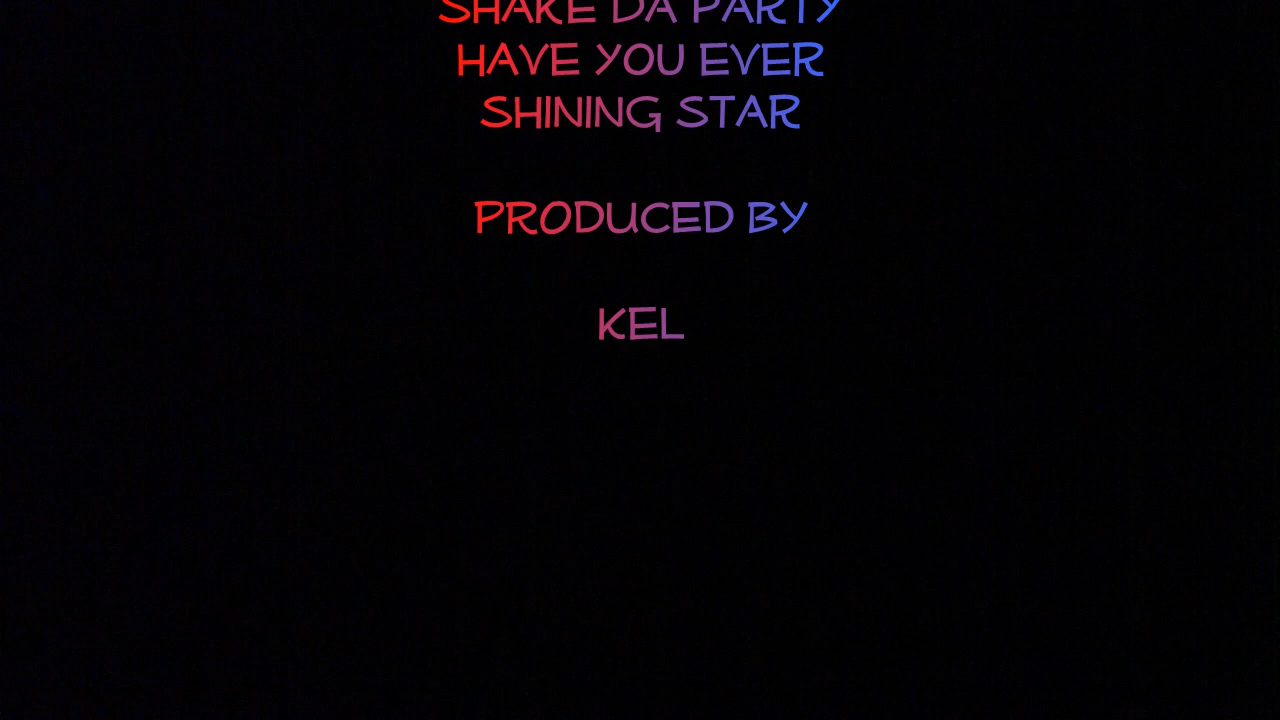 SHAKE DA PARTY
HAVE YOU EVER
SHINING STAR
PRODUCED BY
KEL